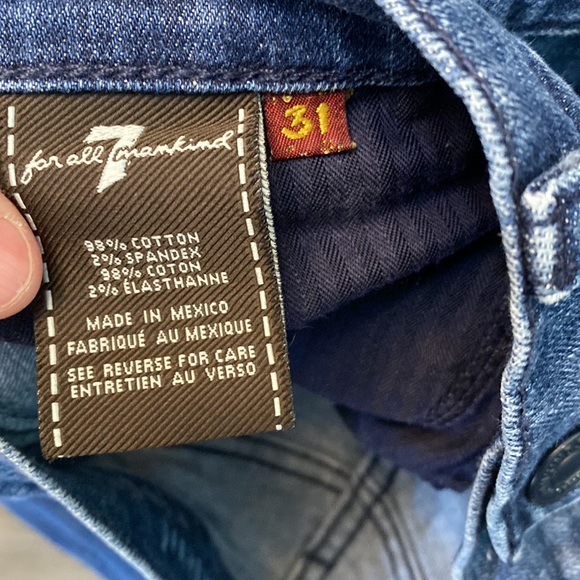 for all 7 mankind
31
98% COTTON
2% SPANDEX
98% COTON
2% ÉLASTHANNE
MADE IN MEXICO
FABRIQUÉ AU MEXIQUE
SEE REVERSE FOR CARE
ENTRETIEN AU VERSO